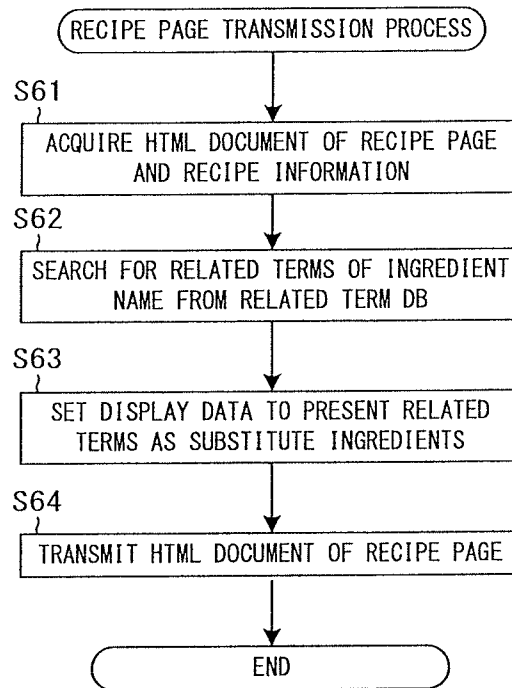 RECIPE PAGE TRANSMISSION PROCESS
S61
ACQUIRE HTML DOCUMENT OF RECIPE PAGE
AND RECIPE INFORMATION
S62
SEARCH FOR RELATED TERMS OF INGREDIENT
NAME FROM RELATED TERM DB
S63
SET DISPLAY DATA TO PRESENT RELATED
TERMS AS SUBSTITUTE INGREDIENTS
S64
TRANSMIT HTML DOCUMENT OF RECIPE PAGE
END